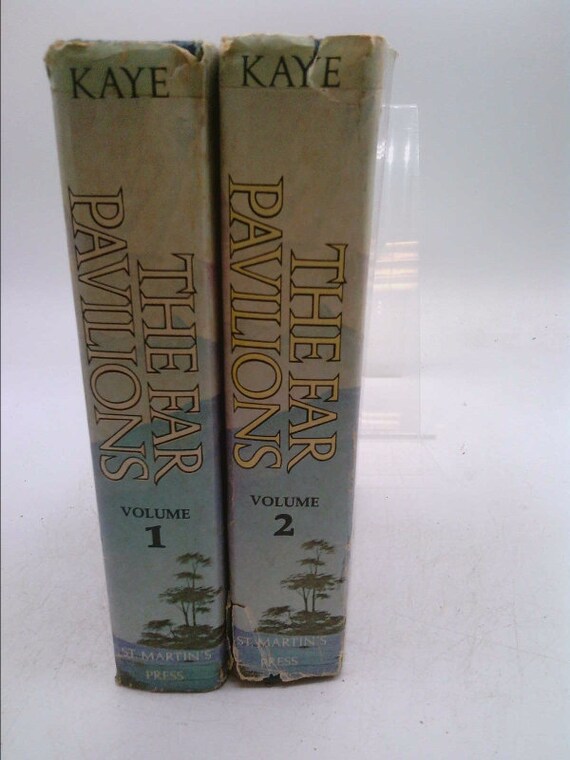 KAYE
THE FAR
PAVILIONS
VOLUME
1
ST. MARTIN'S
PRESS
KAYE
THE FAR
PAVILIONS
VOLUME
2
ST. MARTIN'S
PRESS